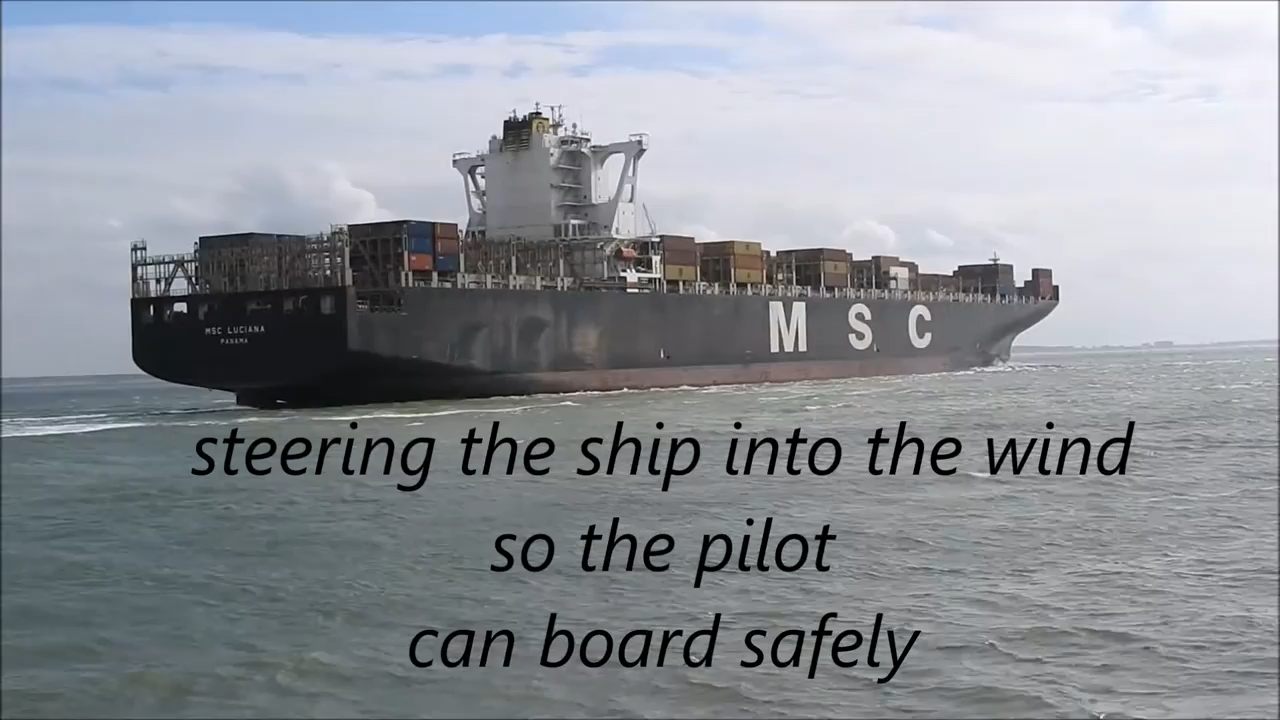 MSC LUCIANA
PANAMA
M S C
steering the ship into the wind
so the pilot
can board safely